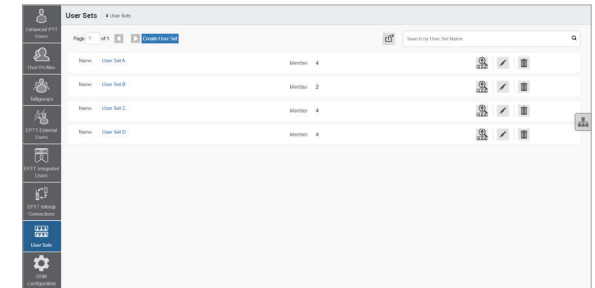 Enhanced PTT
Users
User Profiles
Talkgroups
EPTT External
Users
EPTT Integrated
Users
EPTT Interop
Connections
User Sets
Configuration
User Sets 4 User Sets
Page 1 of 1 Create User Set Search by User Set Name
Name User Set A Member 4
Name User Set B Member 2
Name User Set C Member 4
Name User Set D Member 4